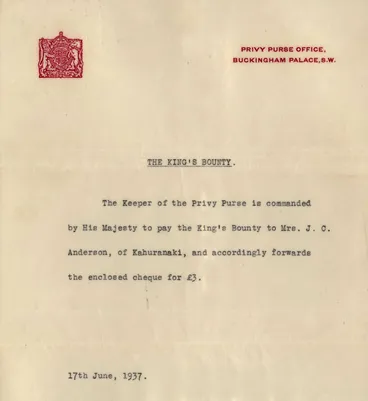 PRIVY PURSE OFFICE,
BUCKINGHAM PALACE, S.W.
THE KING'S BOUNTY.
The Keeper of the Privy Purse is commanded
by His Majesty to pay the King's Bounty to Mrs. J. C.
Anderson, of Kahuranaki, and accordingly forwards
the enclosed cheque for £3.
17th June, 1937.